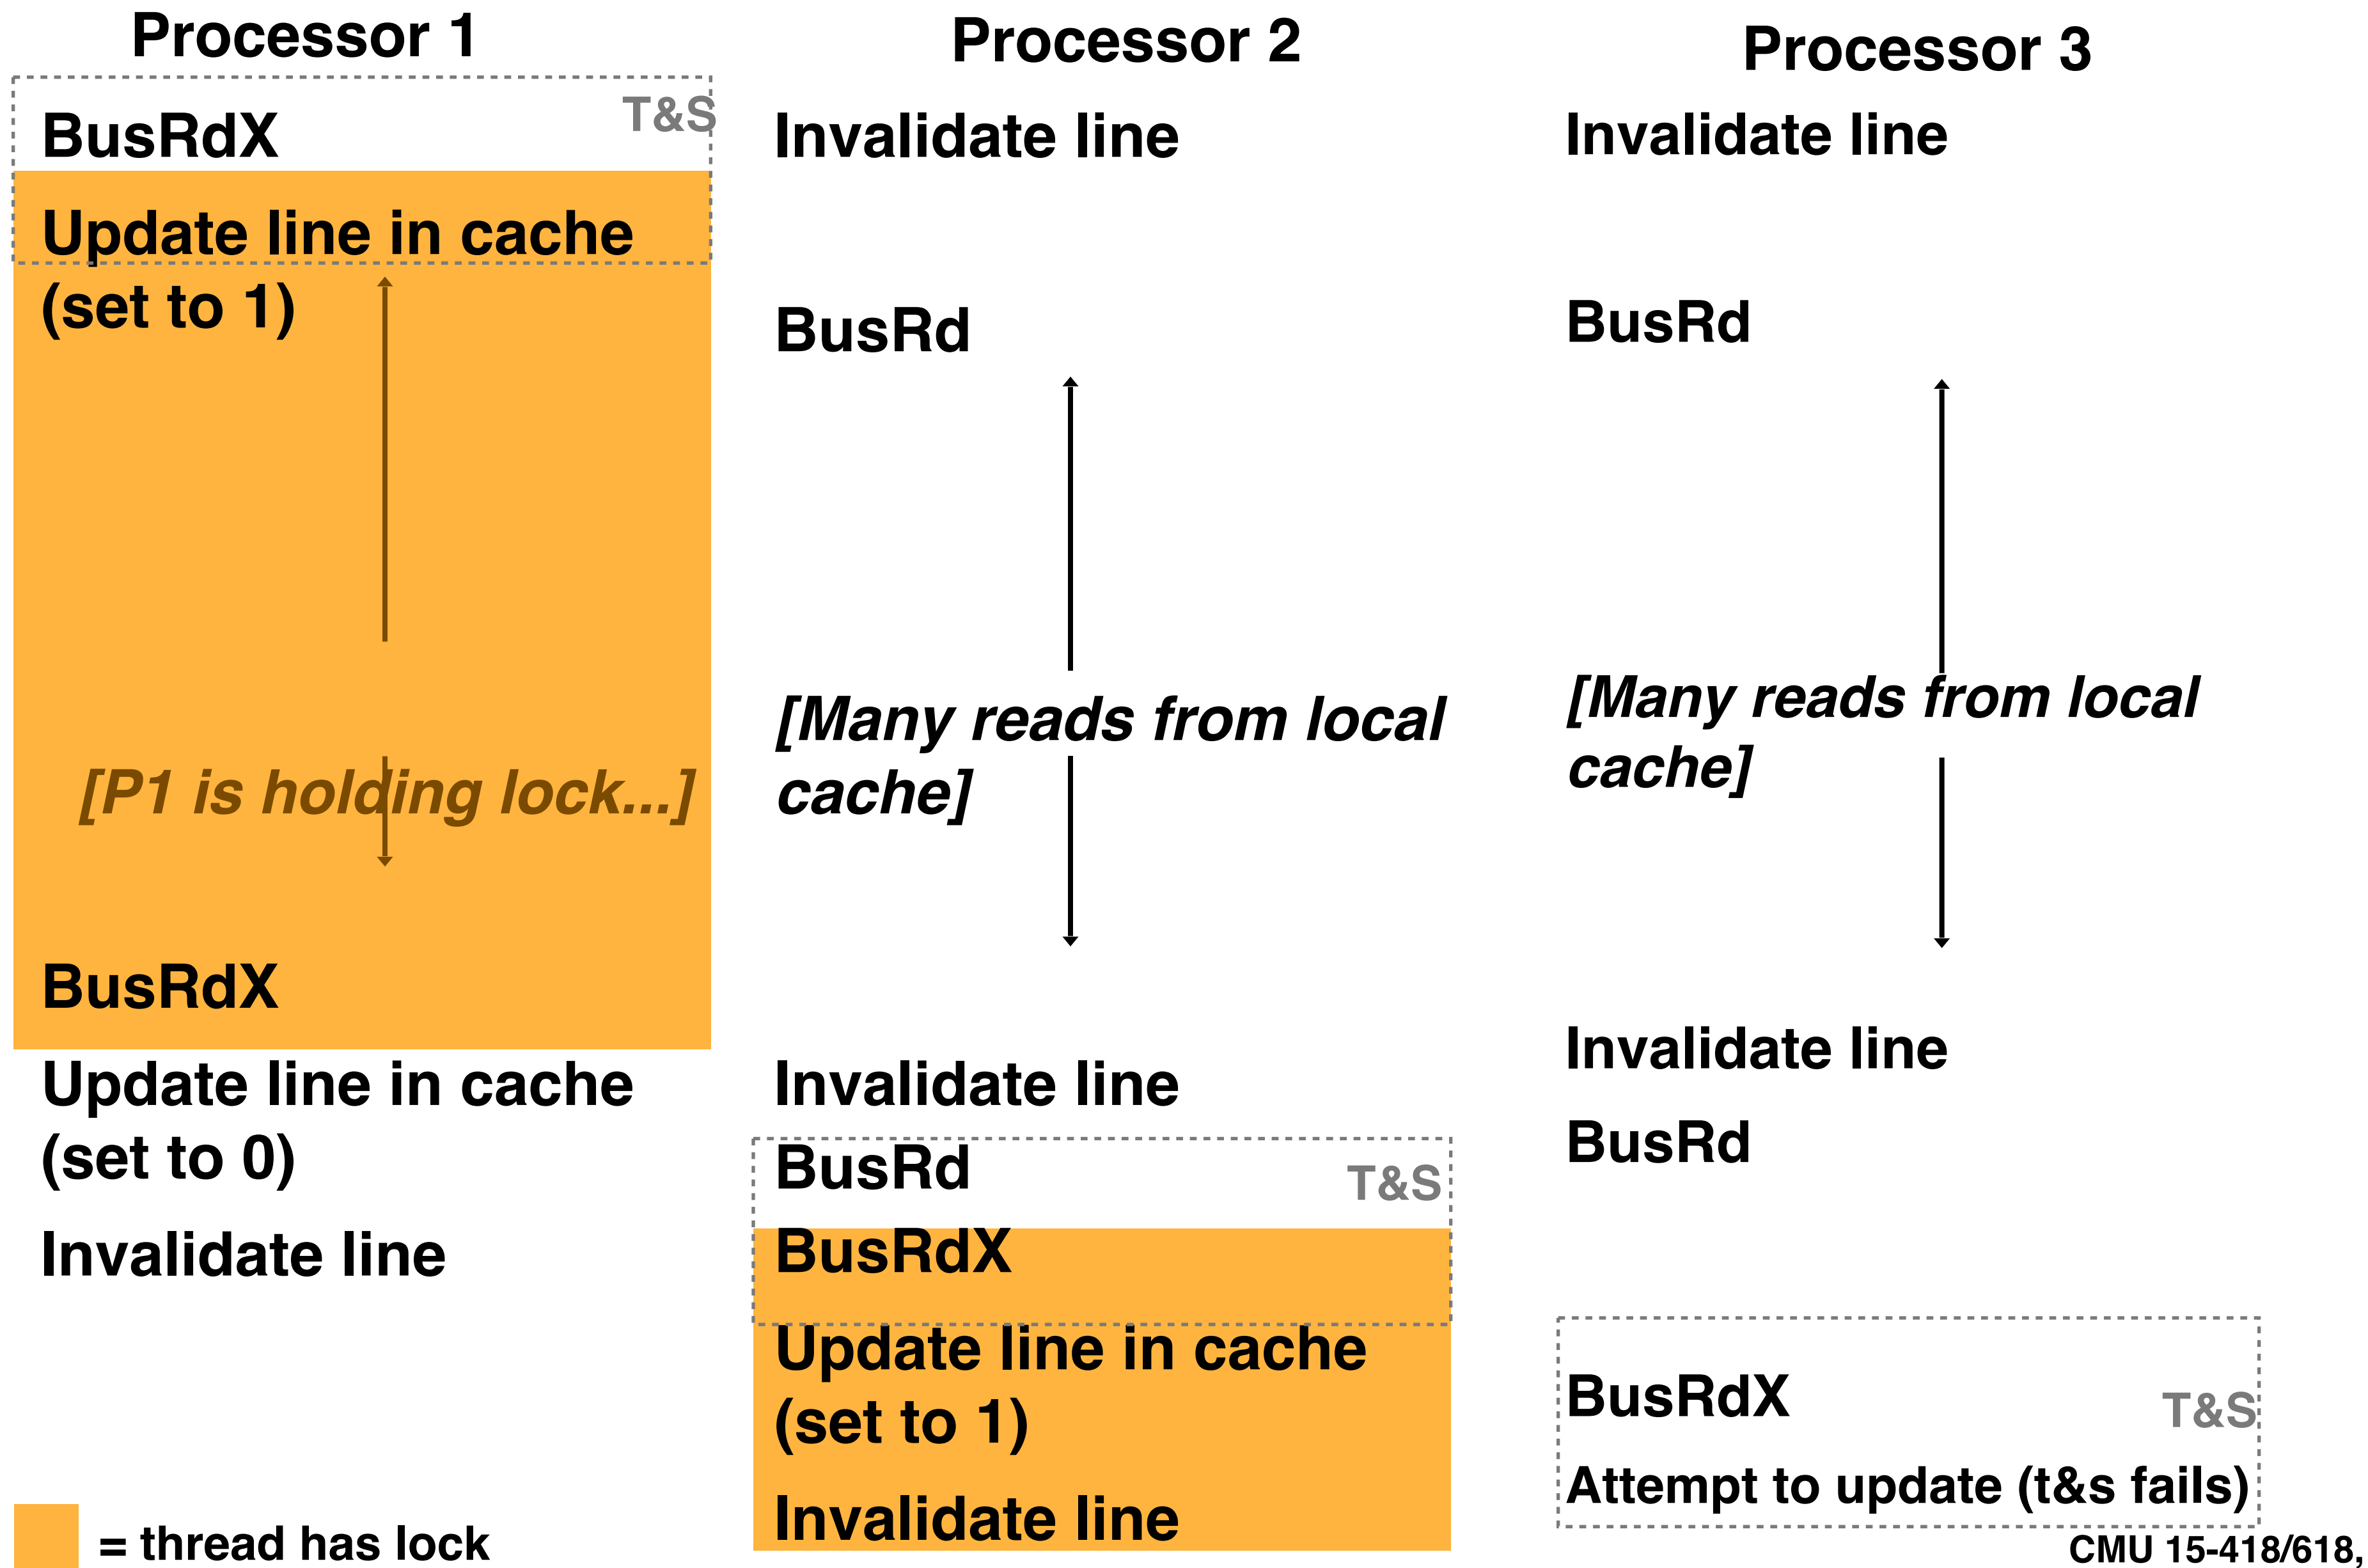 Processor 1
BusRdX
T&S
Update line in cache
(set to 1)
[P1 is holding lock...]
BusRdX
Update line in cache
(set to 0)
Invalidate line
= thread has lock
Processor 2
Invalidate line
BusRd
[Many reads from local
cache]
Invalidate line
BusRd
T&S
BusRdX
Update line in cache
(set to 1)
Invalidate line
Processor 3
Invalidate line
BusRd
[Many reads from local
cache]
Invalidate line
BusRd
BusRdX
T&S
Attempt to update (t&s fails)
CMU 15-418/618,